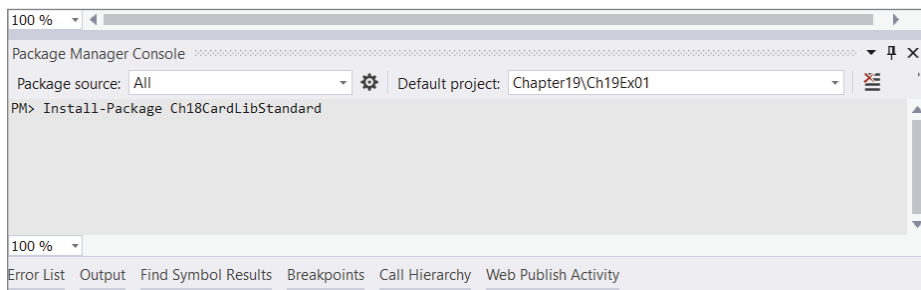 100 %
Package Manager Console
Package source: All Default project: Chapter19\Ch19Ex01
PM> Install-Package Ch18CardLibStandard
100 %
Error List Output Find Symbol Results Breakpoints Call Hierarchy Web Publish Activity